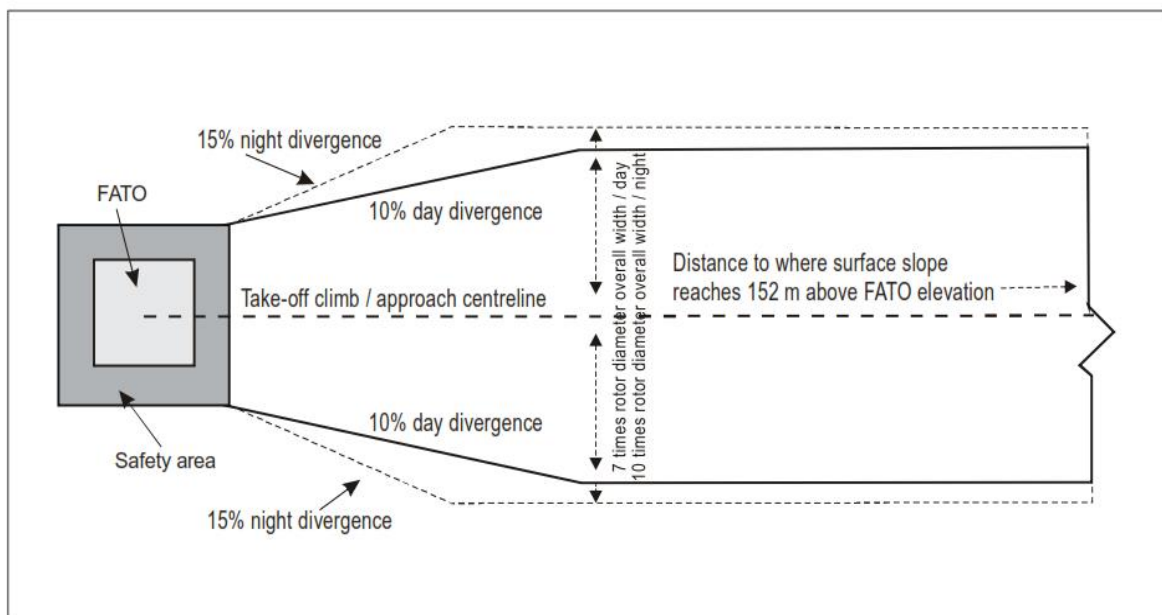 15% night divergence
FATO
10% day divergence
7 times rotor diameter overall width / day
10 times rotor diameter overall width / night
Distance to where surface slope
reaches 152 m above FATO elevation
Take-off climb / approach centreline
10% day divergence
Safety area
15% night divergence